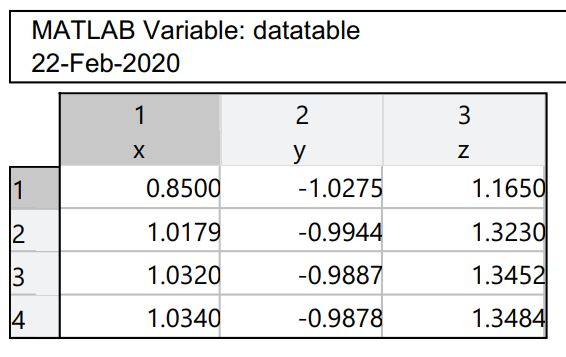 MATLAB Variable: datatable
22-Feb-2020
1 2 3
x y z
1 0.8500 -1.0275 1.1650
2 1.0179 -0.9944 1.3230
3 1.0320 -0.9887 1.3452
4 1.0340 -0.9878 1.3484